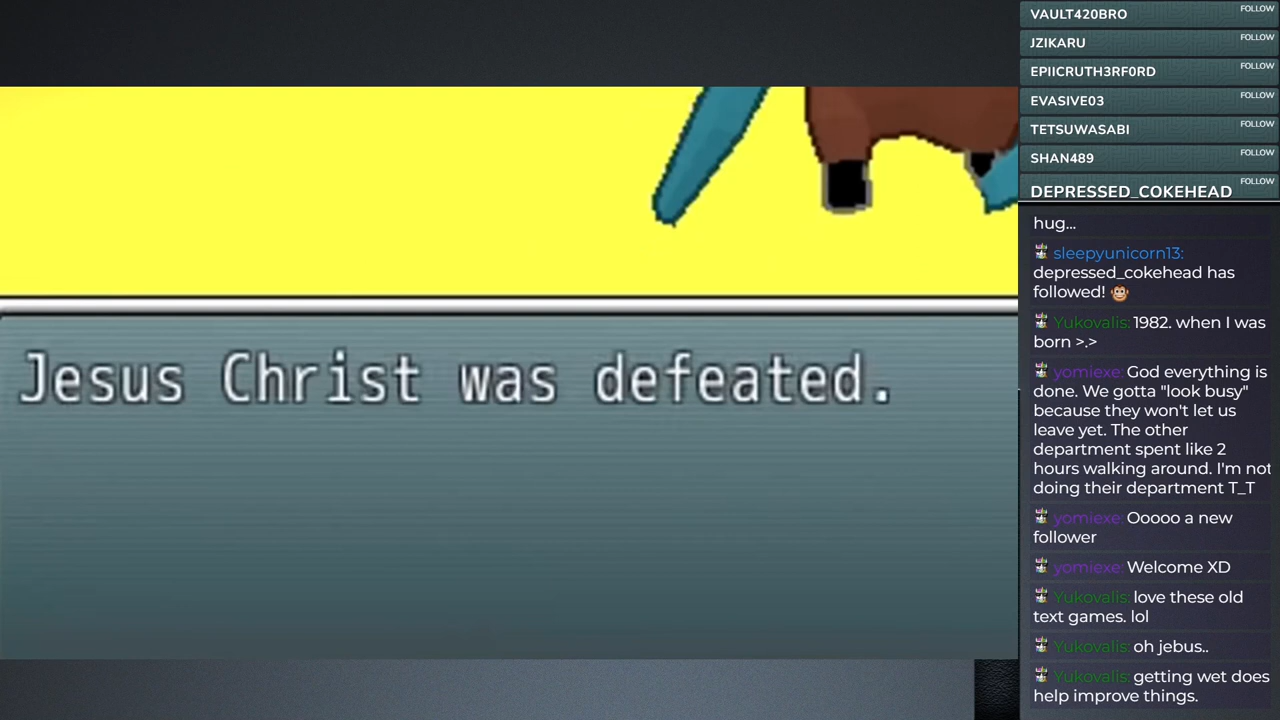 Jesus Christ was defeated.
VAULT420BRO FOLLOW
JZIKARU FOLLOW
EPIICRUTH3RF0RD FOLLOW
EVASIVE03 FOLLOW
TETSUWASABI FOLLOW
SHAN489 FOLLOW
DEPRESSED_COKEHEAD FOLLOW
hug...
sleepyunicorn13:
depressed_cokehead has
followed!
Yukovalis: 1982. when I was
born >.>
yomiexe: God everything is
done. We gotta "look busy"
because they won't let us
leave yet. The other
department spent like 2
hours walking around. I'm not
doing their department T_T
yomiexe: Ooooo a new
follower
yomiexe: Welcome XD
Yukovalis: love these old
text games. lol
Yukovalis: oh jebus..
Yukovalis: getting wet does
help improve things.